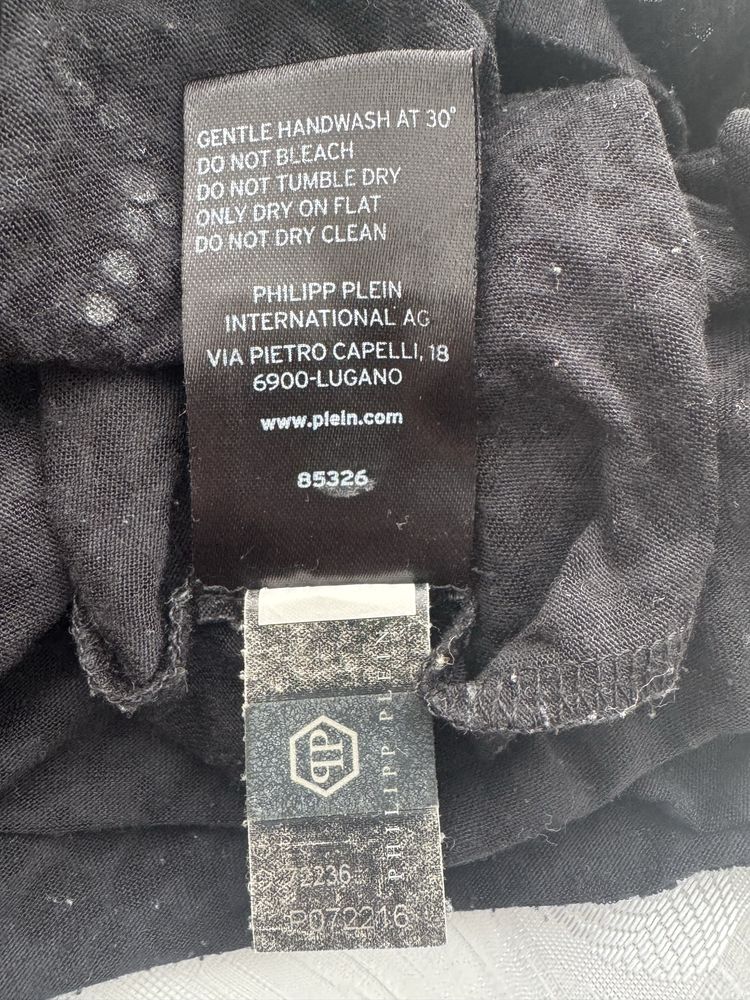 GENTLE HANDWASH AT 30°
DO NOT BLEACH
DO NOT TUMBLE DRY
ONLY DRY ON FLAT
DO NOT DRY CLEAN
PHILIPP PLEIN
INTERNATIONAL AG
VIA PIETRO CAPELLI, 18
6900-LUGANO
www.plein.com
85326
PHILIPP PLEIN
72236
P072216